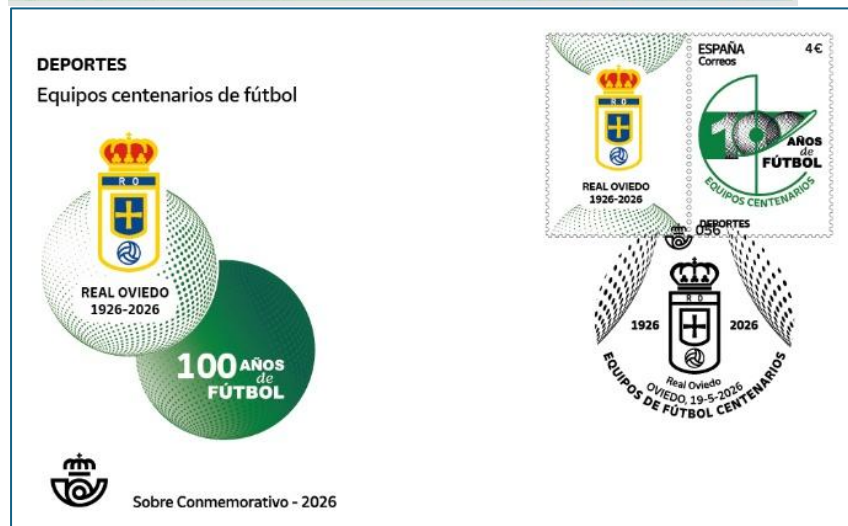 DEPORTES
Equipos centenarios de fútbol
R O
REAL OVIEDO
1926-2026
100 AÑOS
de
FÚTBOL
Sobre Conmemorativo - 2026
R O
REAL OVIEDO
1926-2026
ESPAÑA 4€
Correos
100 AÑOS
de
FÚTBOL
EQUIPOS CENTENARIOS
DEPORTES
056
R O
1926 2026
Real Oviedo
OVIEDO, 19-5-2026
EQUIPOS DE FÚTBOL CENTENARIOS